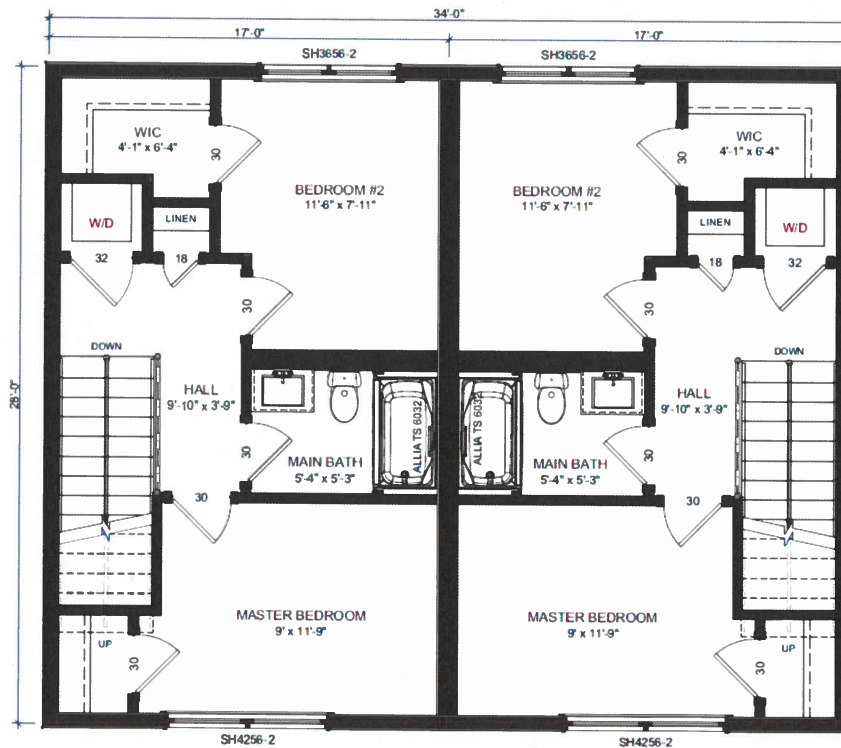 34'-0"
17'-0"
17'-0"
SH3656-2
SH3656-2
WIC
4'-1" x 6'-4"
WIC
4'-1" x 6'-4"
30
30
BEDROOM #2
11'-6" x 7'-11"
BEDROOM #2
11'-6" x 7'-11"
W/D
LINEN
LINEN
W/D
32
18
18
32
30
30
DOWN
DOWN
28'-0"
HALL
9'-10" x 3'-9"
HALL
9'-10" x 3'-9"
ALLIA TS 6032
ALLIA TS 6032
30
30
MAIN BATH
5'-4" x 5'-3"
MAIN BATH
5'-4" x 5'-3"
30
30
MASTER BEDROOM
9' x 11'-9"
MASTER BEDROOM
9' x 11'-9"
UP
UP
30
30
SH4256-2
SH4256-2